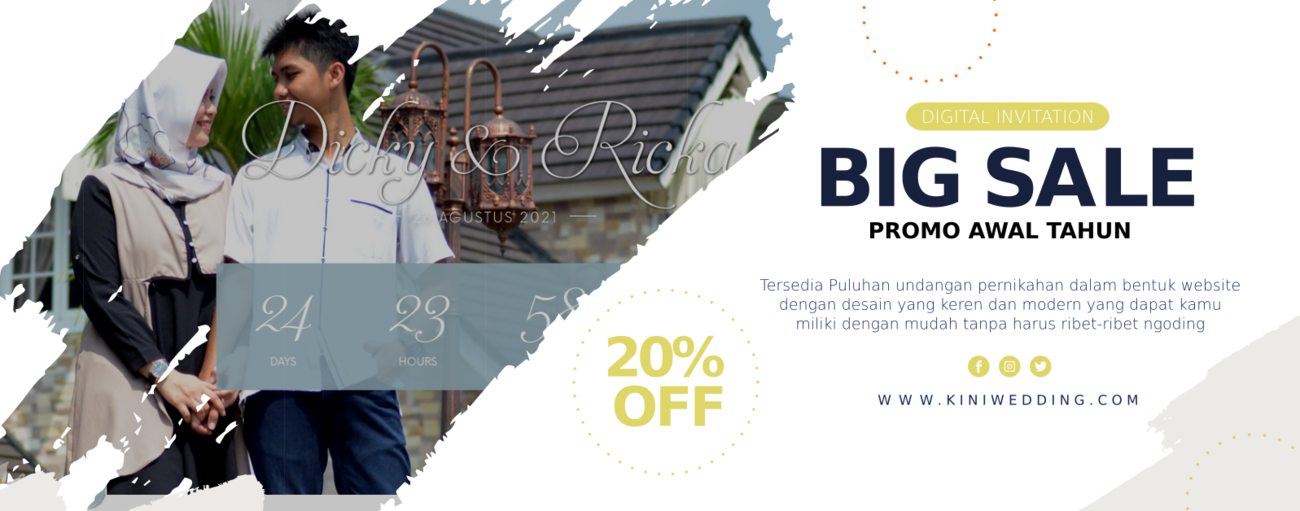 Dicky & Ricka
AGUSTUS 2021
24
23
DAYS
HOURS
20%
OFF
DIGITAL INVITATION
BIG SALE
PROMO AWAL TAHUN
Tersedia Puluhan undangan pernikahan dalam bentuk website
dengan desain yang keren dan modern yang dapat kamu
miliki dengan mudah tanpa harus ribet-ribet ngoding
WWW.KINIWEDDING.COM